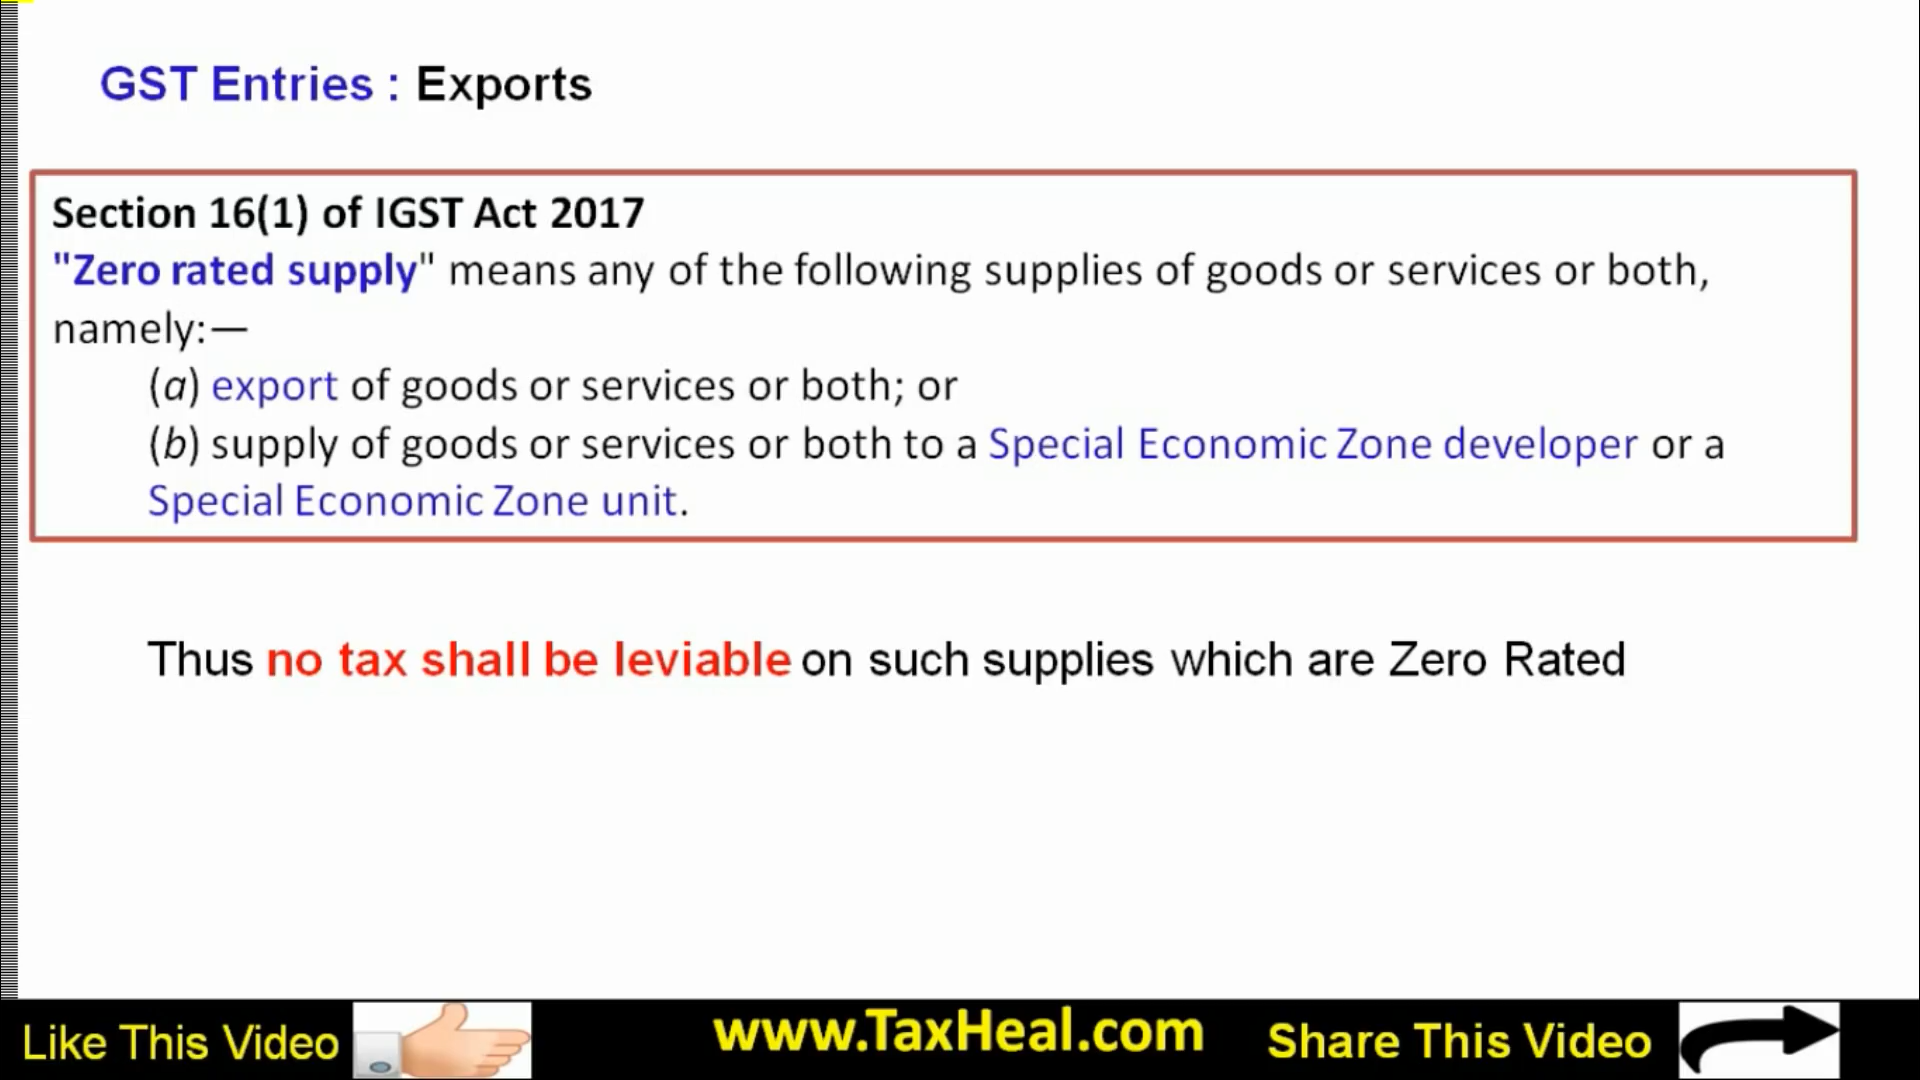 GST Entries : Exports
Section 16(1) of IGST Act 2017
"Zero rated supply" means any of the following supplies of goods or services or both,
namely:—
(a) export of goods or services or both; or
(b) supply of goods or services or both to a Special Economic Zone developer or a
Special Economic Zone unit.
Thus no tax shall be leviable on such supplies which are Zero Rated
Like This Video
www.TaxHeal.com
Share This Video